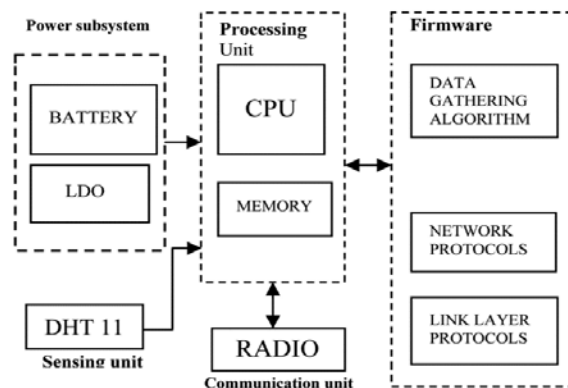 Power subsystem
BATTERY
LDO
DHT 11
Sensing unit
Processing
Unit
CPU
MEMORY
RADIO
Communication unit
Firmware
DATA
GATHERING
ALGORITHM
NETWORK
PROTOCOLS
LINK LAYER
PROTOCOLS